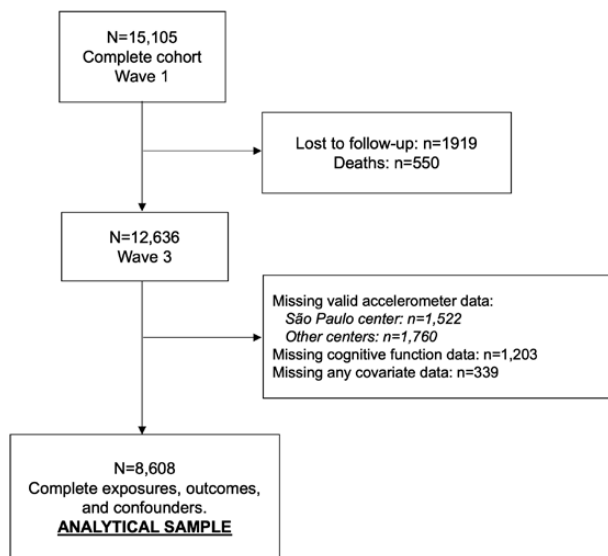 N=15,105
Complete cohort
Wave 1
Lost to follow-up: n=1919
Deaths: n=550
N=12,636
Wave 3
Missing valid accelerometer data:
São Paulo center: n=1,522
Other centers: n=1,760
Missing cognitive function data: n=1,203
Missing any covariate data: n=339
N=8,608
Complete exposures, outcomes,
and confounders.
ANALYTICAL SAMPLE